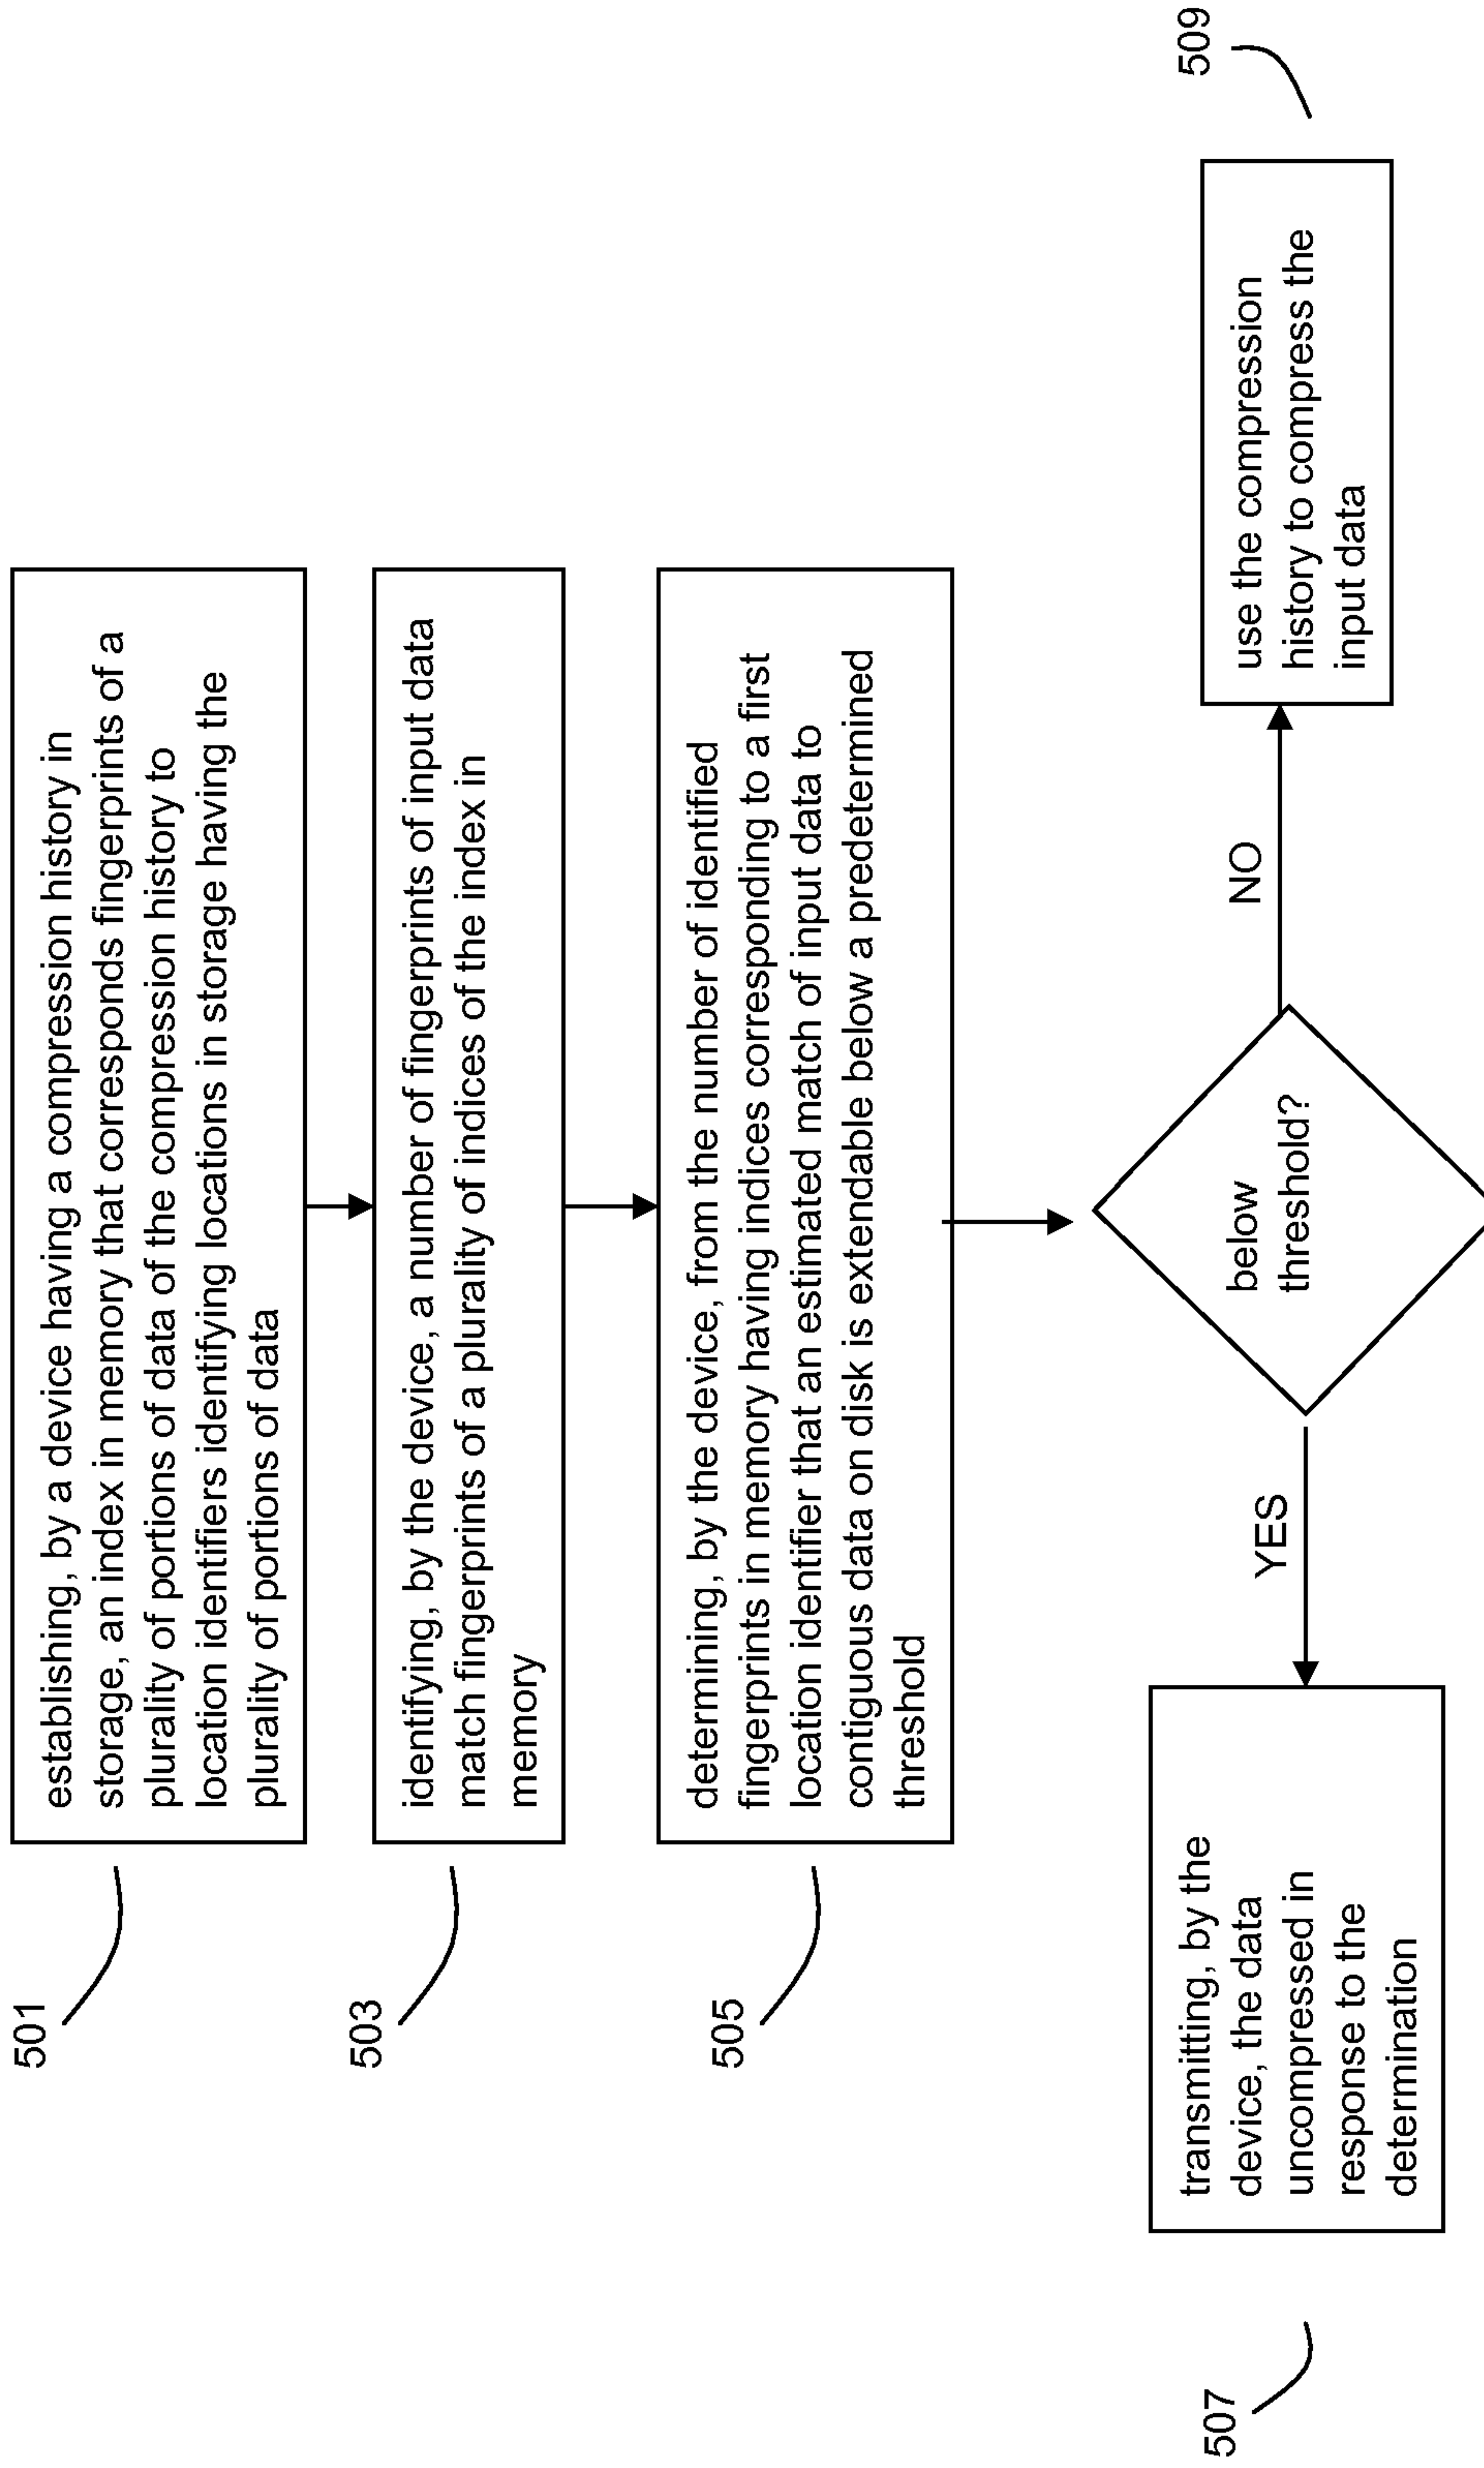 501
establishing, by a device having a compression history in
storage, an index in memory that corresponds fingerprints of a
plurality of portions of data of the compression history to
location identifiers identifying locations in storage having the
plurality of portions of data
503
identifying, by the device, a number of fingerprints of input data
match fingerprints of a plurality of indices of the index in
memory
505
determining, by the device, from the number of identified
fingerprints in memory having indices corresponding to a first
location identifier that an estimated match of input data to
contiguous data on disk is extendable below a predetermined
threshold
below
threshold?
YES
NO
507
transmitting, by the
device, the data
uncompressed in
response to the
determination
509
use the compression
history to compress the
input data